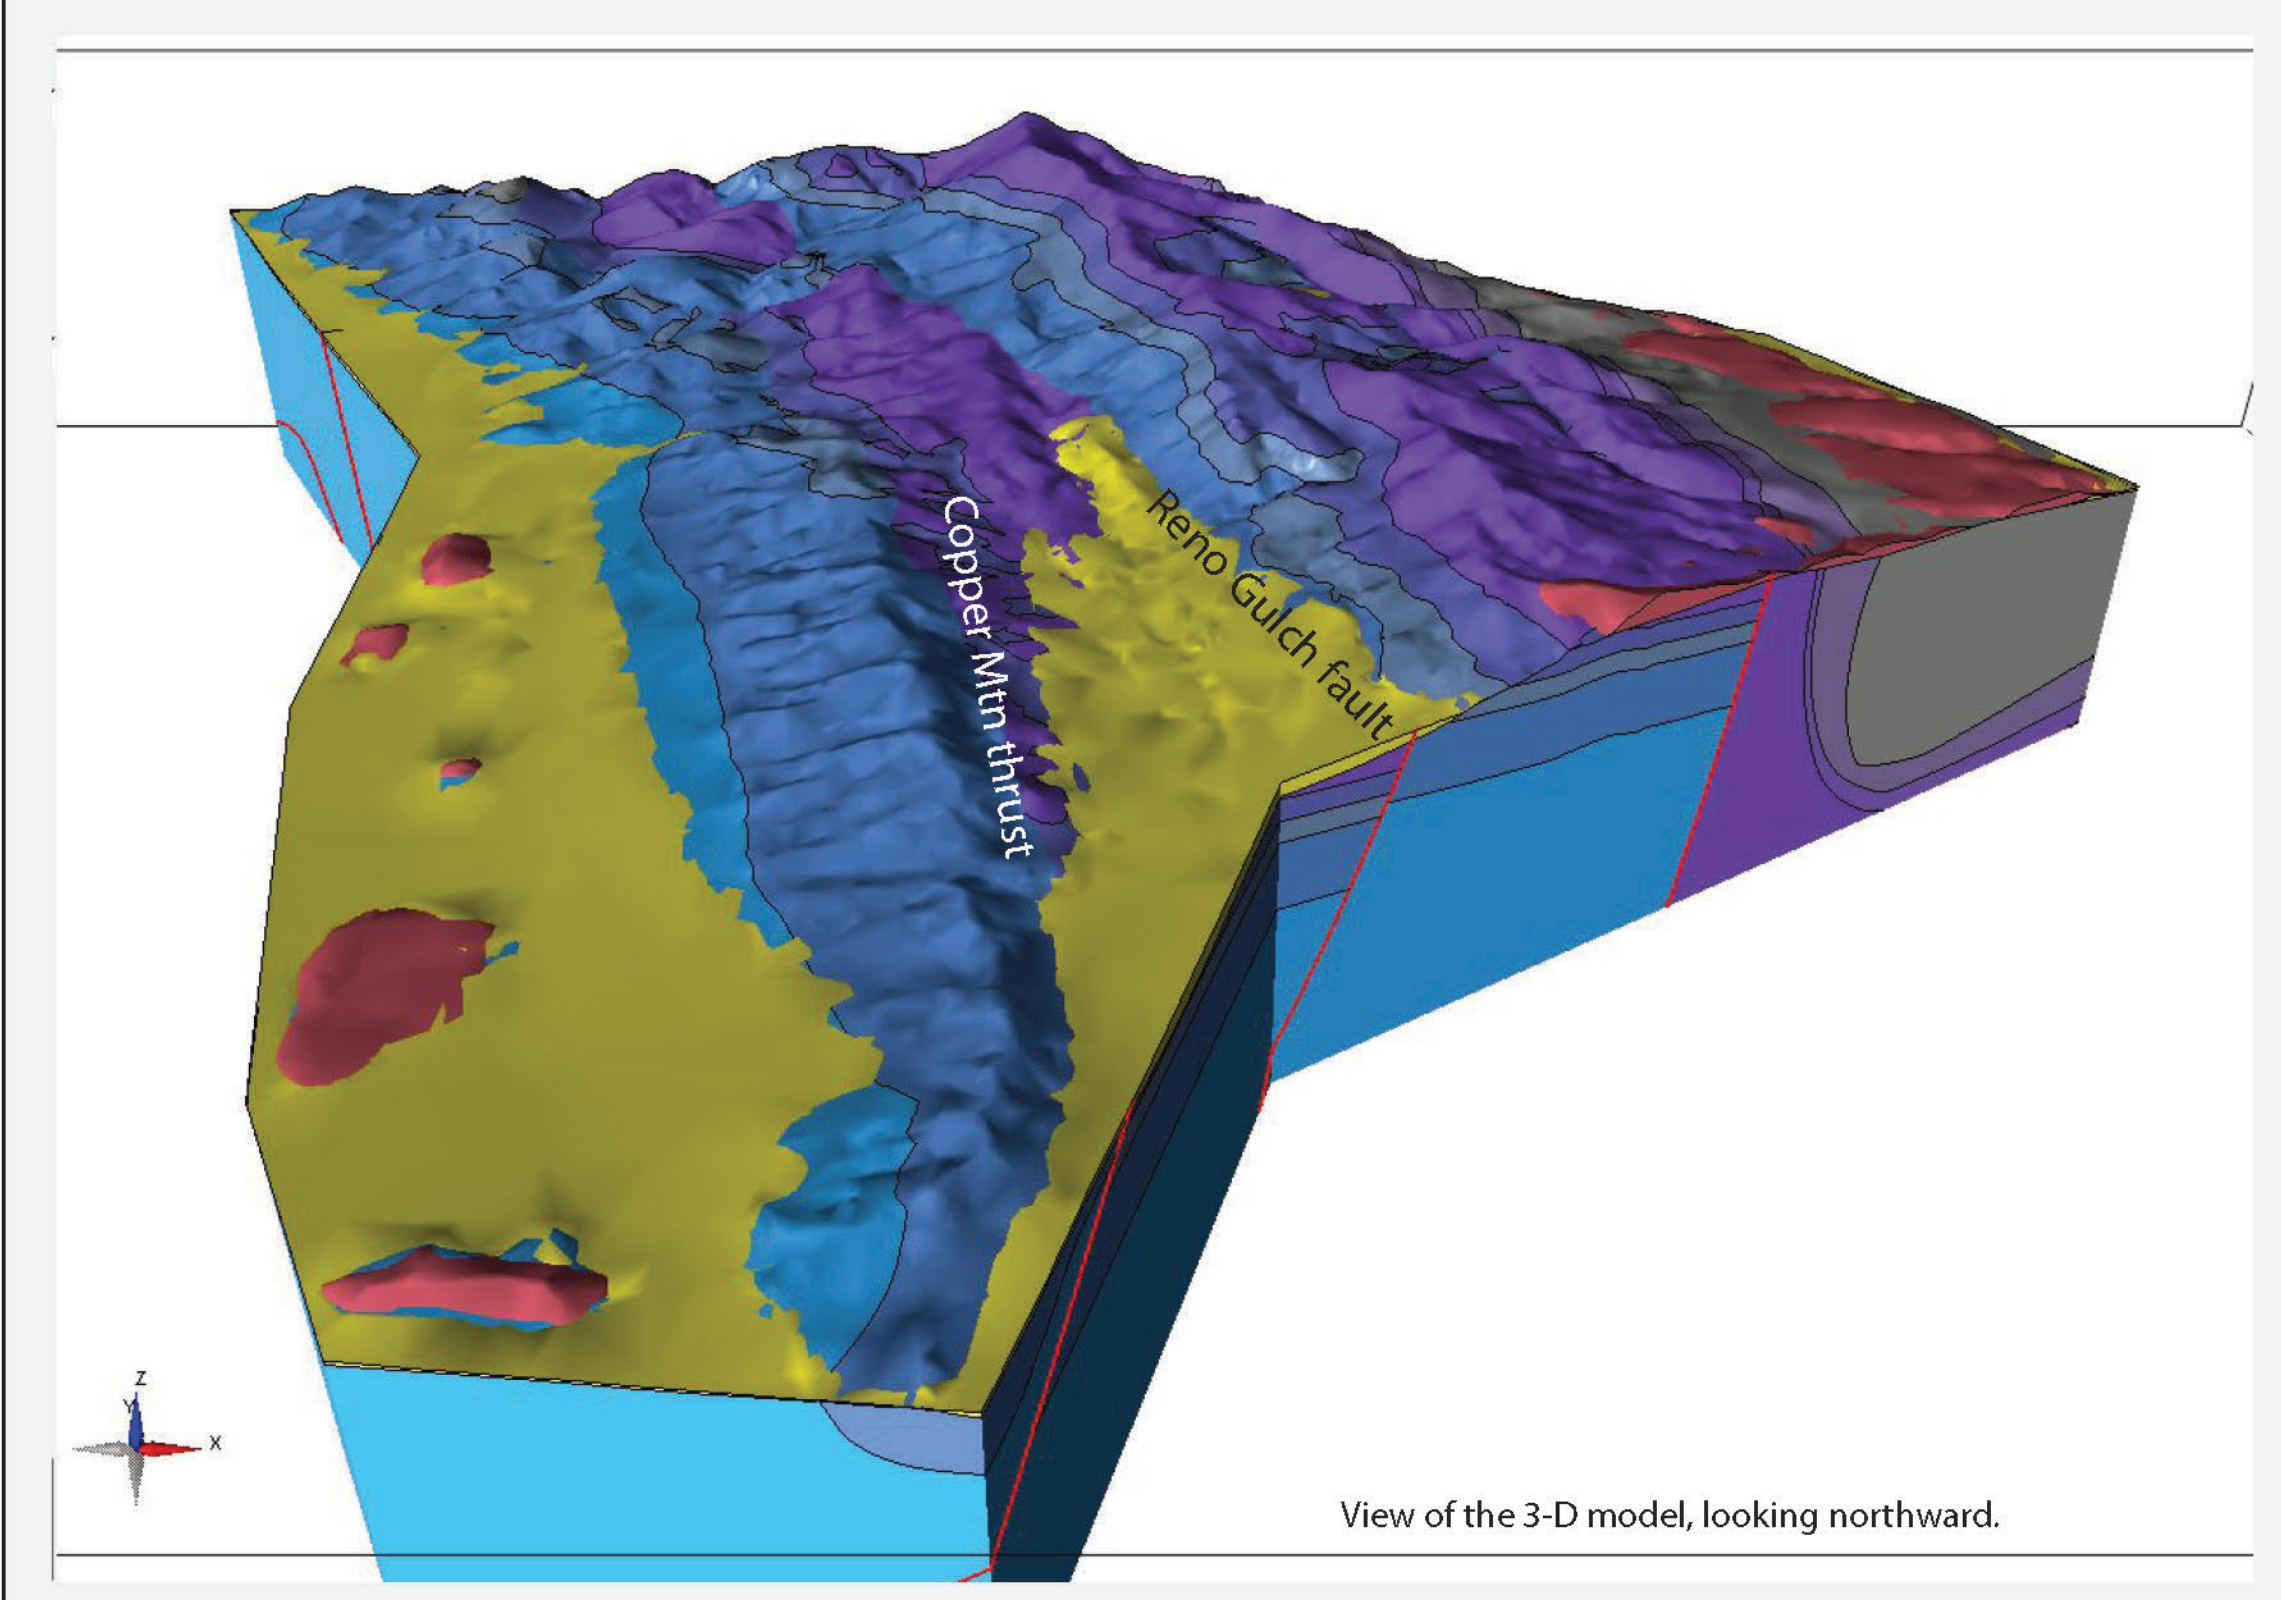 Copper Mtn thrust
Reno Gulch fault
Z
Y
X
View of the 3-D model, looking northward.